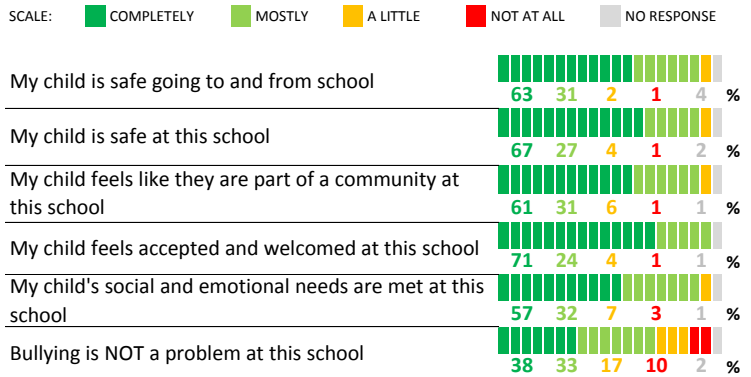 SCALE: COMPLETELY MOSTLY A LITTLE NOT AT ALL NO RESPONSE
My child is safe going to and from school
63 31 2 1 4 %
My child is safe at this school
67 27 4 1 2 %
My child feels like they are part of a community at
this school
61 31 6 1 1 %
My child feels accepted and welcomed at this school
71 24 4 1 1 %
My child's social and emotional needs are met at this
school
57 32 7 3 1 %
Bullying is NOT a problem at this school
38 33 17 10 2 %